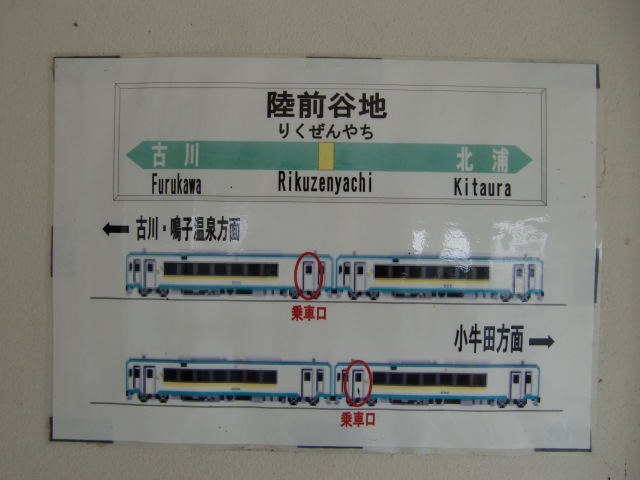 陸前谷地
りくぜんやち
古川 北浦
Furukawa Rikuzenyachi Kitaura
古川・鳴子温泉方面
乗車口
小牛田方面
乗車口